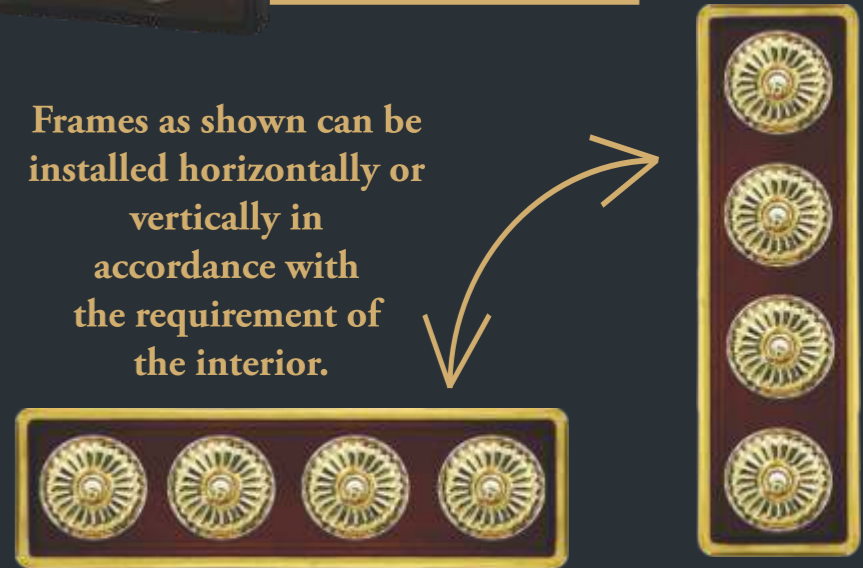 Frames as shown can be
installed horizontally or
vertically in
accordance with
the requirement of
the interior.